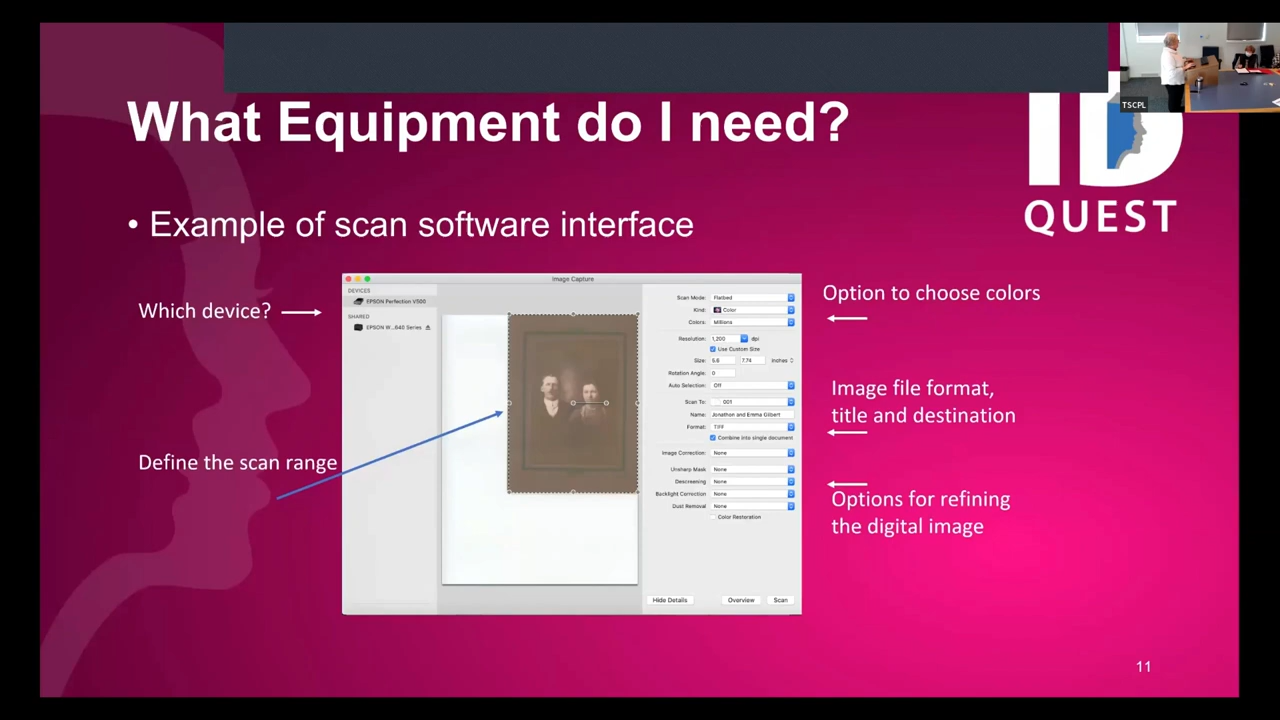 What Equipment do I need?
TSCPL
ID
QUEST
• Example of scan software interface
Which device?
Define the scan range
Image Capture
DEVICES
EPSON Perfection V500
SHARED
EPSON W...640 Series
Scan Mode: Flatbed
Kind: Color
Colors: Millions
Resolution: 1,200 dpi
Use Custom Size
Size: 5.6 7.74 inches
Rotation Angle: 0
Auto Selection: Off
Scan To: 001
Name: Jonathon and Emma Gilbert
Format: TIFF
Combine into single document
Image Correction: None
Unsharp Mask None
Descreening None
Backlight Correction None
Dust Removal None
Color Restoration
Hide Details Overview Scan
Option to choose colors
Image file format,
title and destination
Options for refining
the digital image
11